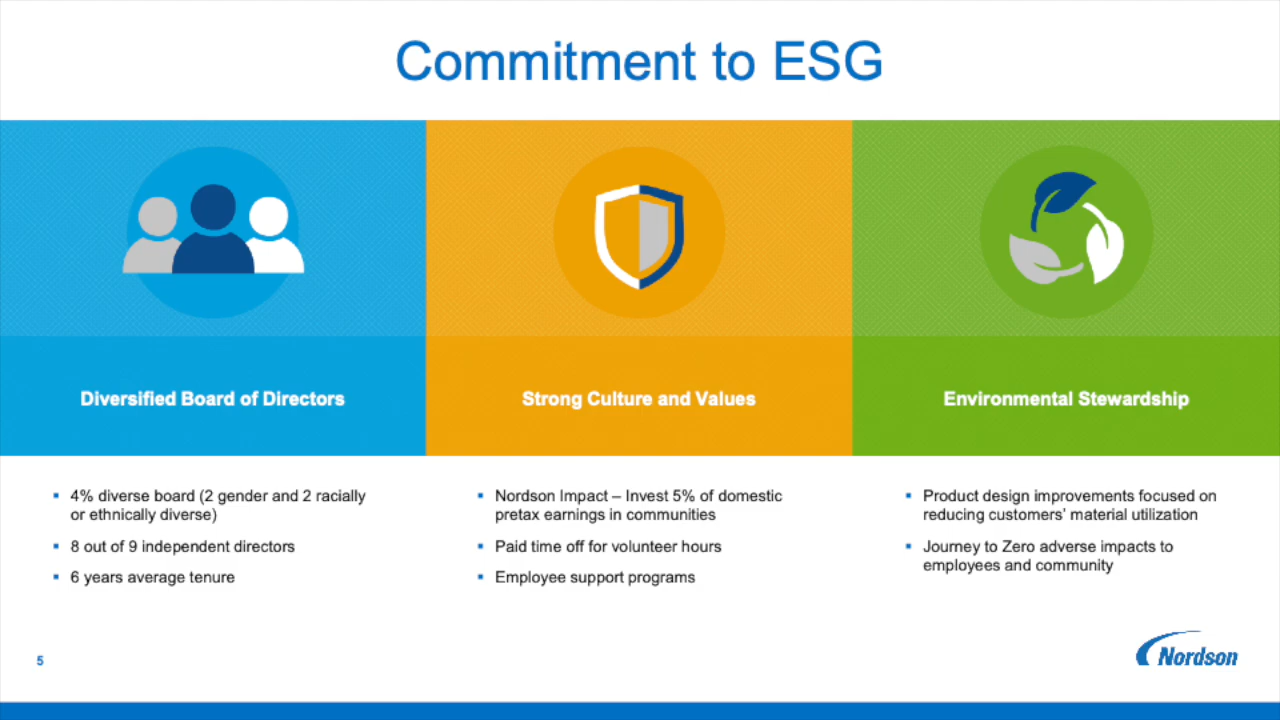 Commitment to ESG
Diversified Board of Directors
Strong Culture and Values
Environmental Stewardship
▪ 4% diverse board (2 gender and 2 racially
or ethnically diverse)
▪ 8 out of 9 independent directors
▪ 6 years average tenure
▪ Nordson Impact – Invest 5% of domestic
pretax earnings in communities
▪ Paid time off for volunteer hours
▪ Employee support programs
▪ Product design improvements focused on
reducing customers’ material utilization
▪ Journey to Zero adverse impacts to
employees and community
5
Nordson